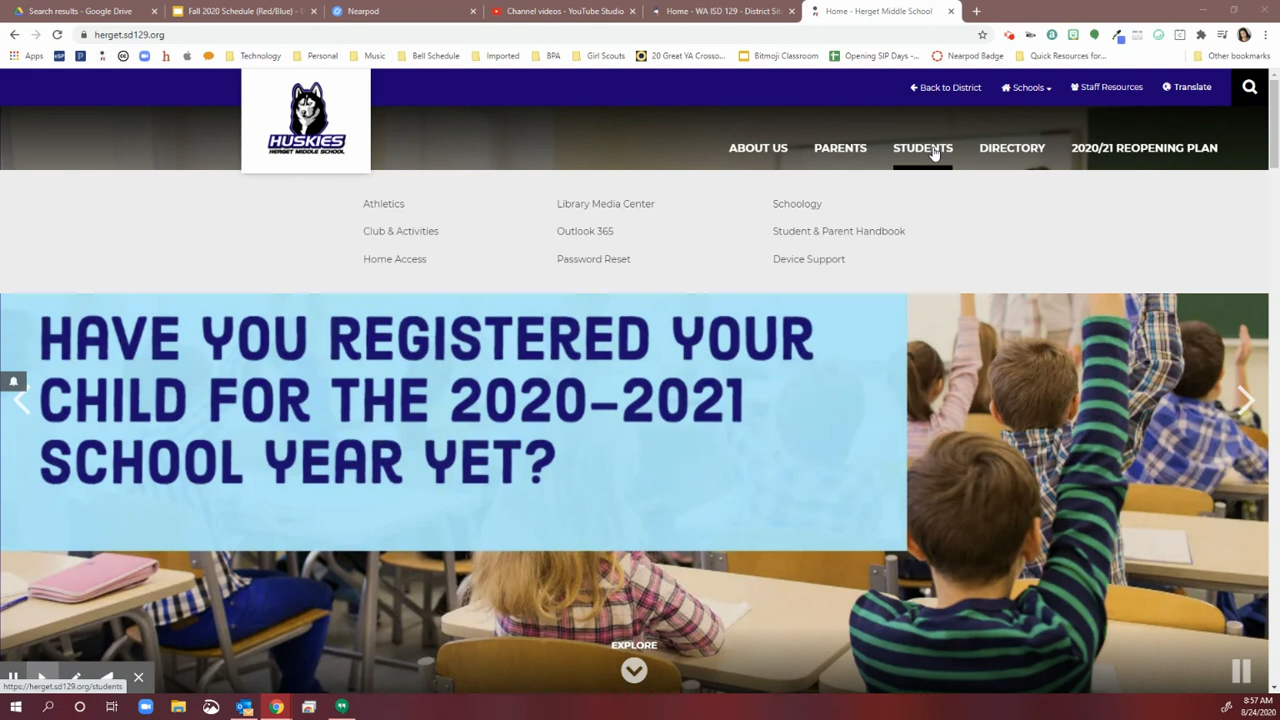 Search results - Google Drive
Fall 2020 Schedule (Red/Blue) - G
Nearpod
Channel videos - YouTube Studio
Home - WA ISD 129 - District Sit
Home - Herget Middle School
herget.sd129.org
Apps
Technology
Personal
Music
Bell Schedule
Imported
BPA
Girl Scouts
20 Great YA Crosso...
Bitmoji Classroom
Opening SIP Days -...
Nearpod Badge
Quick Resources for...
Other bookmarks
Back to District
Schools
Staff Resources
Translate
HUSKIES
HERGET MIDDLE SCHOOL
ABOUT US
PARENTS
STUDENTS
DIRECTORY
2020/21 REOPENING PLAN
Athletics
Library Media Center
Schoology
Club & Activities
Outlook 365
Student & Parent Handbook
Home Access
Password Reset
Device Support
HAVE YOU REGISTERED YOUR
CHILD FOR THE 2020-2021
SCHOOL YEAR YET?
EXPLORE
https://herget.sd129.org/students
8:57 AM
8/24/2020